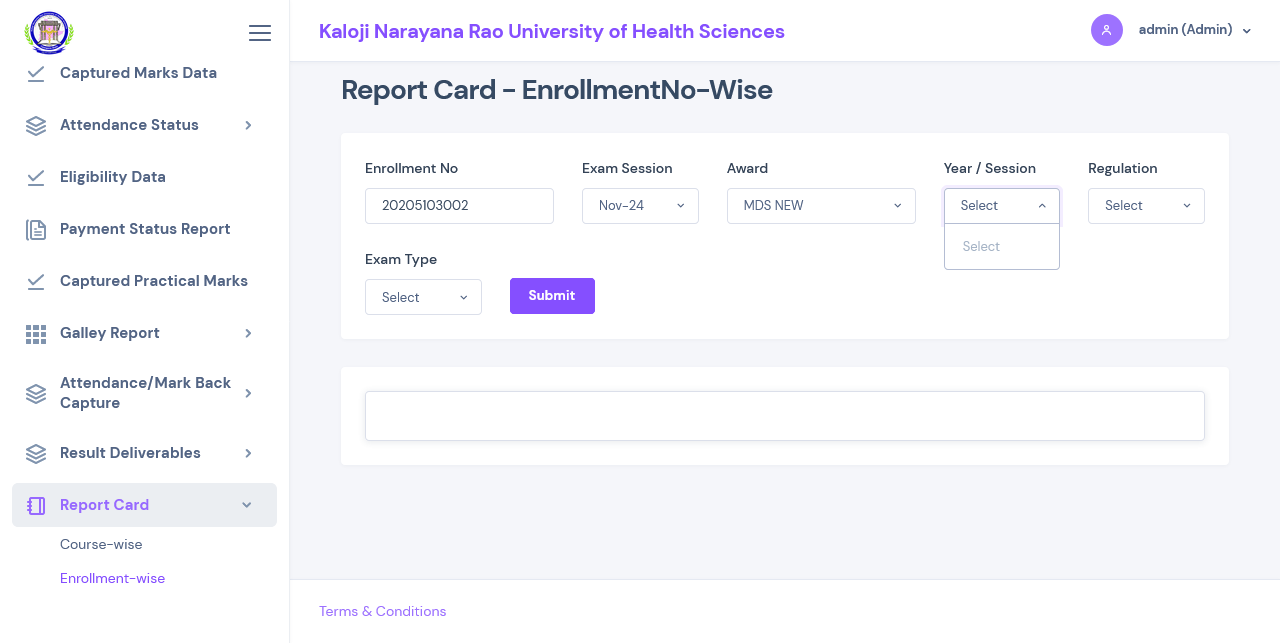 Kaloji Narayana Rao University of Health Sciences
admin (Admin)
Captured Marks Data
Attendance Status
Eligibility Data
Payment Status Report
Captured Practical Marks
Galley Report
Attendance/Mark Back
Capture
Result Deliverables
Report Card
Course-wise
Enrollment-wise
Report Card - EnrollmentNo-Wise
Enrollment No
Exam Session
Award
Year / Session
Regulation
20205103002
Nov-24
MDS NEW
Select
Select
Select
Exam Type
Select
Submit
Terms & Conditions